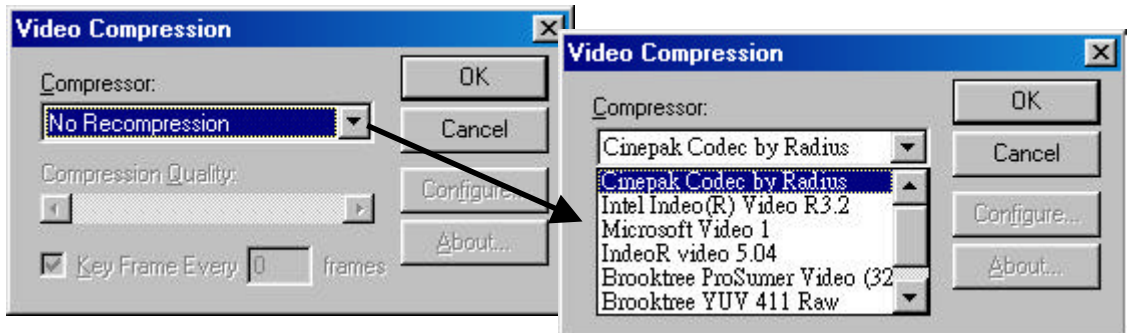 Video Compression
Compressor:
No Recompression
OK
Cancel
Compression Quality:
Configure...
About...
Key Frame Every 0 frames
Video Compression
Compressor:
Cinepak Codec by Radius
OK
Cancel
Cinepak Codec by Radius
Intel Indeo(R) Video R3.2
Microsoft Video 1
IndeoR video 5.04
Brooktree ProSumer Video (32
Brooktree YUV 411 Raw
Configure...
About...